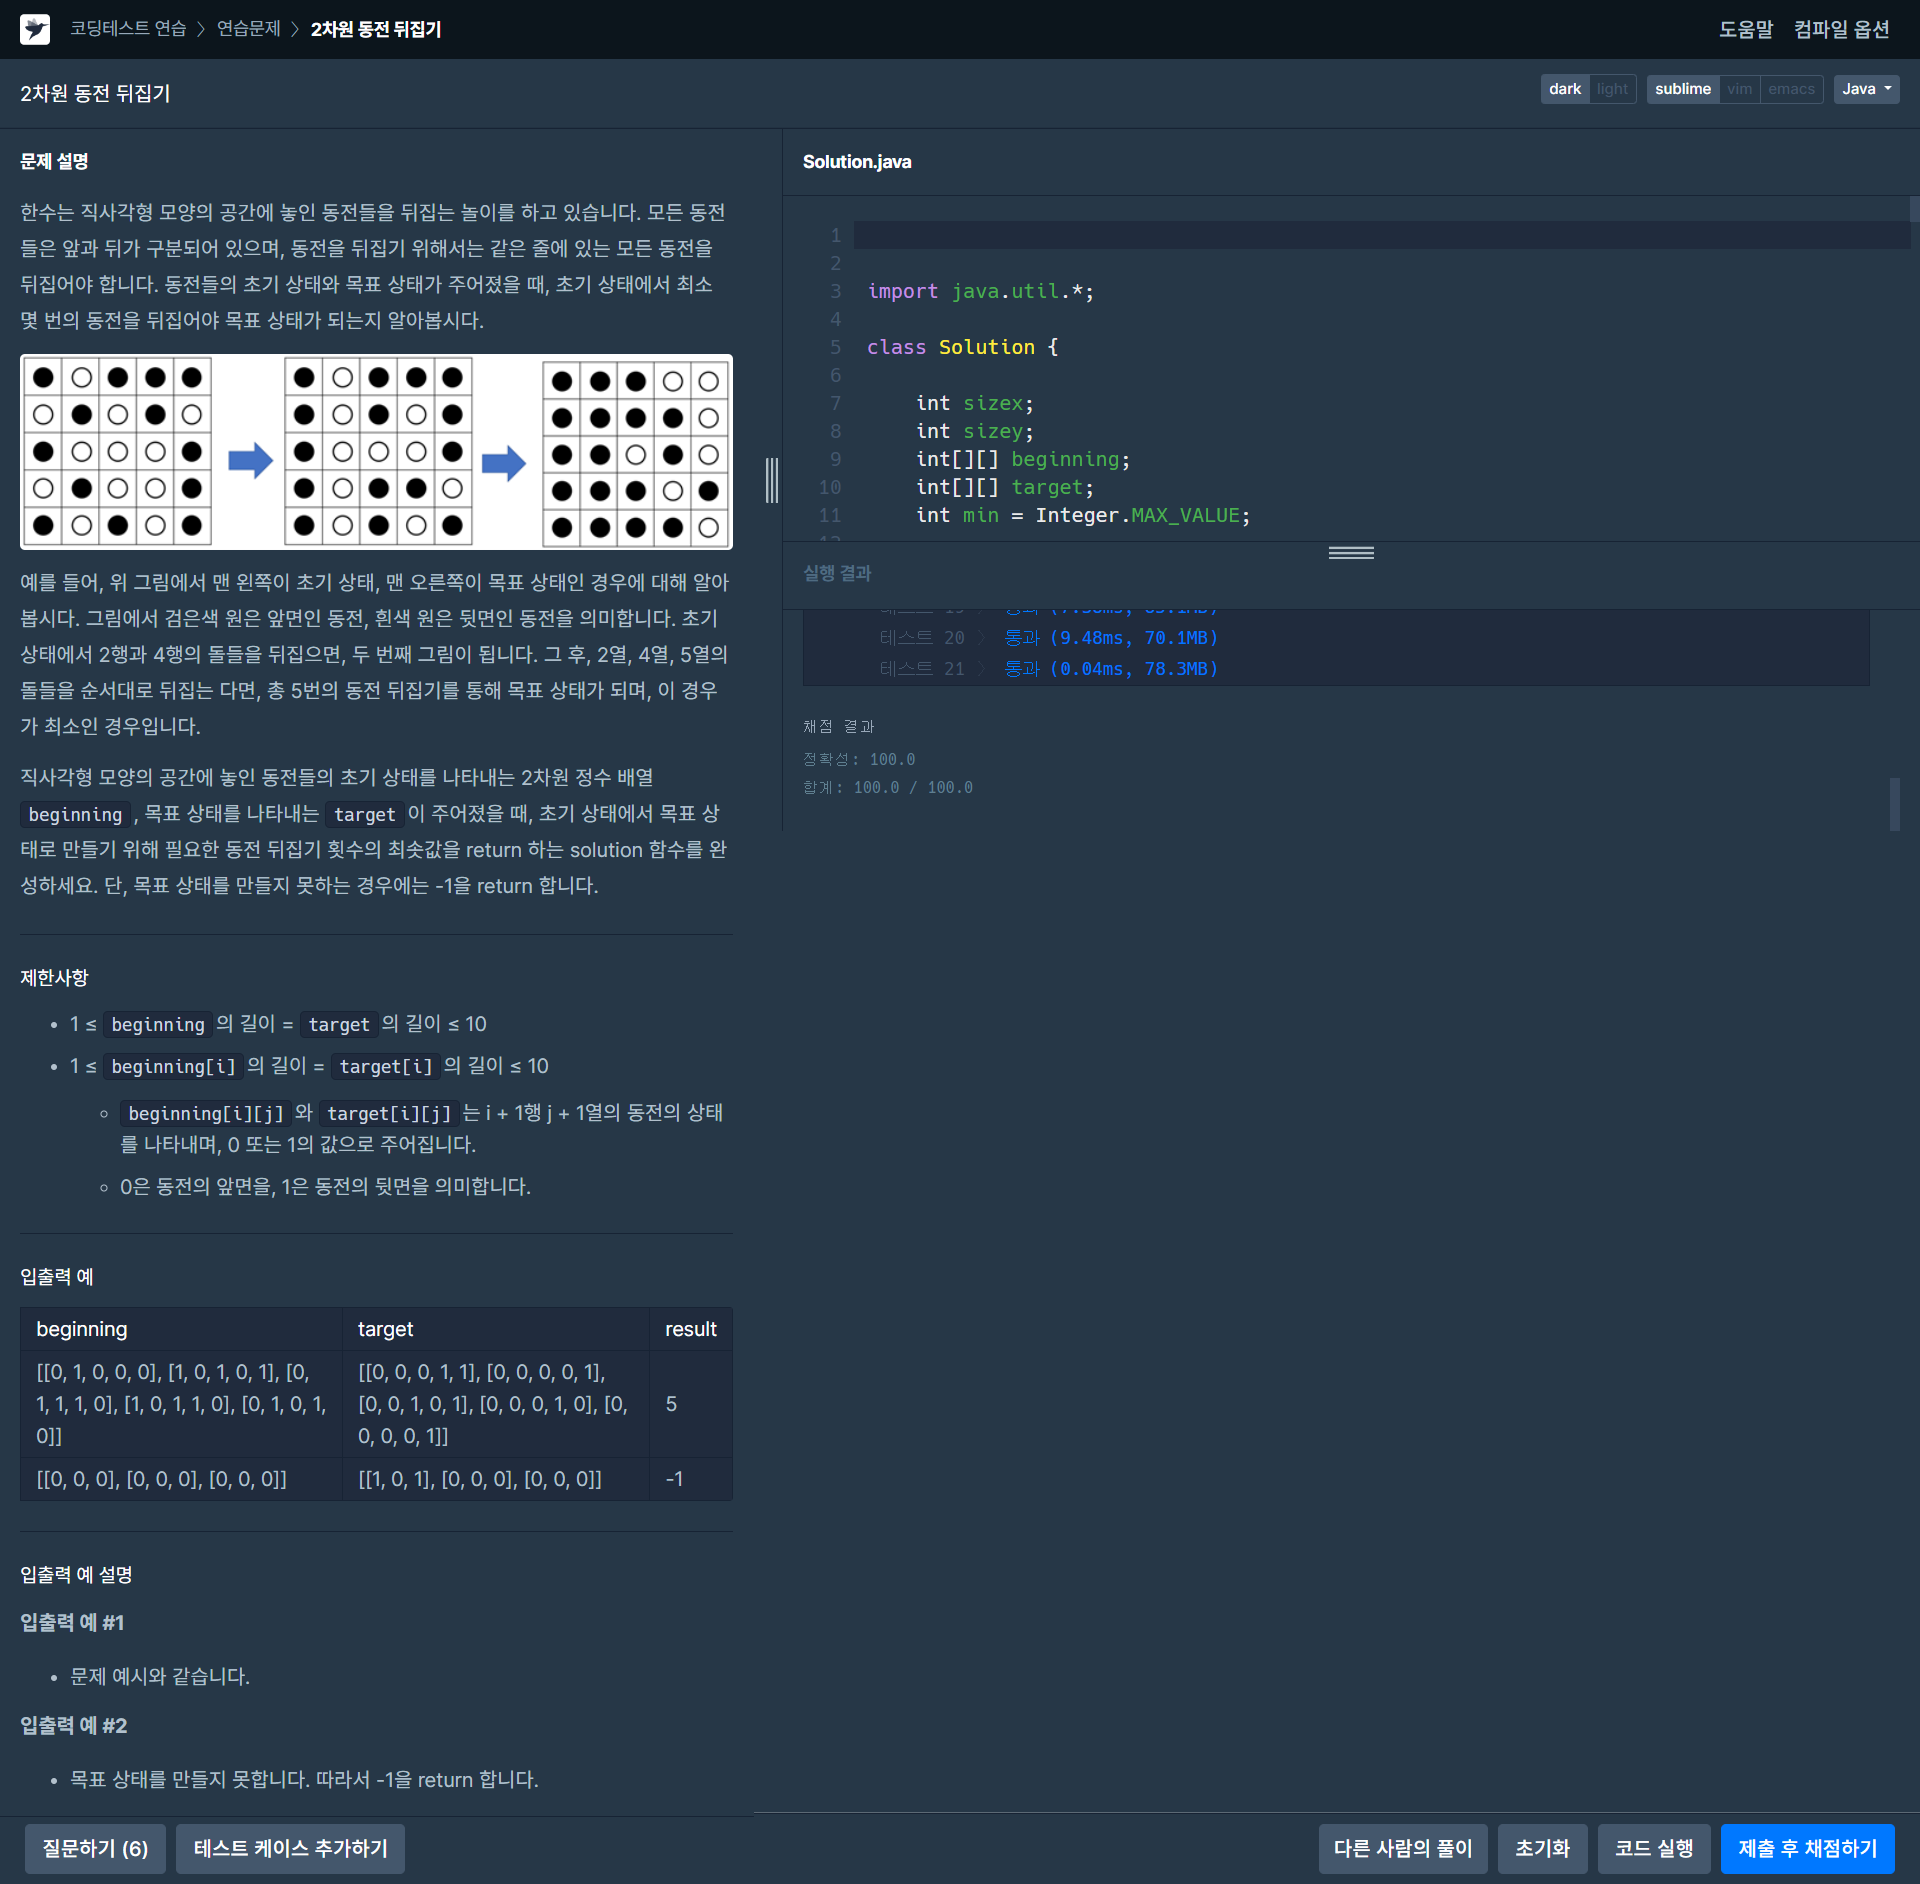 코딩테스트 연습 〉 연습문제 〉 2차원 동전 뒤집기
도움말 컴파일 옵션
2차원 동전 뒤집기
dark light sublime vim emacs Java
문제 설명
한수는 직사각형 모양의 공간에 놓인 동전들을 뒤집는 놀이를 하고 있습니다. 모든 동전
들은 앞과 뒤가 구분되어 있으며, 동전을 뒤집기 위해서는 같은 줄에 있는 모든 동전을
뒤집어야 합니다. 동전들의 초기 상태와 목표 상태가 주어졌을 때, 초기 상태에서 최소
몇 번의 동전을 뒤집어야 목표 상태가 되는지 알아봅시다.
예를 들어, 위 그림에서 맨 왼쪽이 초기 상태, 맨 오른쪽이 목표 상태인 경우에 대해 알아
봅시다. 그림에서 검은색 원은 앞면인 동전, 흰색 원은 뒷면인 동전을 의미합니다. 초기
상태에서 2행과 4행의 돌들을 뒤집으면, 두 번째 그림이 됩니다. 그 후, 2열, 4열, 5열의
돌들을 순서대로 뒤집는 다면, 총 5번의 동전 뒤집기를 통해 목표 상태가 되며, 이 경우
가 최소인 경우입니다.
직사각형 모양의 공간에 놓인 동전들의 초기 상태를 나타내는 2차원 정수 배열
beginning, 목표 상태를 나타내는 target이 주어졌을 때, 초기 상태에서 목표 상
태로 만들기 위해 필요한 동전 뒤집기 횟수의 최솟값을 return 하는 solution 함수를 완
성하세요. 단, 목표 상태를 만들지 못하는 경우에는 -1을 return 합니다.
제한사항
• 1 ≤ beginning의 길이 = target의 길이 ≤ 10
• 1 ≤ beginning[i]의 길이 = target[i]의 길이 ≤ 10
◦ beginning[i][j]와 target[i][j]는 i + 1행 j + 1열의 동전의 상태
를 나타내며, 0 또는 1의 값으로 주어집니다.
◦ 0은 동전의 앞면을, 1은 동전의 뒷면을 의미합니다.
입출력 예
beginning target result
[[0, 1, 0, 0, 0], [1, 0, 1, 0, 1], [0,
1, 1, 1, 0], [1, 0, 1, 1, 0], [0, 1, 0, 1,
0]]
[[0, 0, 0, 1, 1], [0, 0, 0, 0, 1],
[0, 0, 1, 0, 1], [0, 0, 0, 1, 0], [0,
0, 0, 0, 1]]
5
[[0, 0, 0], [0, 0, 0], [0, 0, 0]] [[1, 0, 1], [0, 0, 0], [0, 0, 0]] -1
입출력 예 설명
입출력 예 #1
• 문제 예시와 같습니다.
입출력 예 #2
• 목표 상태를 만들지 못합니다. 따라서 -1을 return 합니다.
Solution.java
1
2
3 import java.util.*;
4
5 class Solution {
6
7 int sizex;
8 int sizey;
9 int[][] beginning;
10 int[][] target;
11 int min = Integer.MAX_VALUE;
실행 결과
테스트 20 〉 통과 (9.48ms, 70.1MB)
테스트 21 〉 통과 (0.04ms, 78.3MB)
채점 결과
정확성: 100.0
합계: 100.0 / 100.0
질문하기 (6) 테스트 케이스 추가하기 다른 사람의 풀이 초기화 코드 실행 제출 후 채점하기